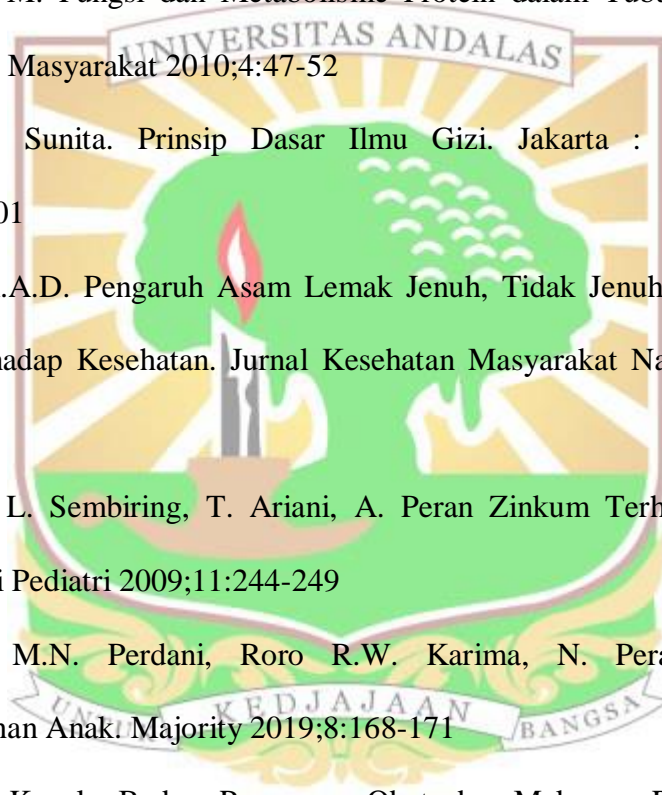 M. Fungsi dan Metabolisme Protein dalam
UNIVERSITAS ANDALAS
Masyarakat 2010;4:47-52
Sunita. Prinsip Dasar Ilmu Gizi. Jakarta :
01
.A.D. Pengaruh Asam Lemak Jenuh, Tidak Jenuh
hadap Kesehatan. Jurnal Kesehatan Masyarakat Na
L. Sembiring, T. Ariani, A. Peran Zinkum Terh
i Pediatri 2009;11:244-249
M.N. Perdani, Roro R.W. Karima, N. Pera
han Anak. Majority 2019;8:168-171
UNTUK KEDJAJAAN BANGSA